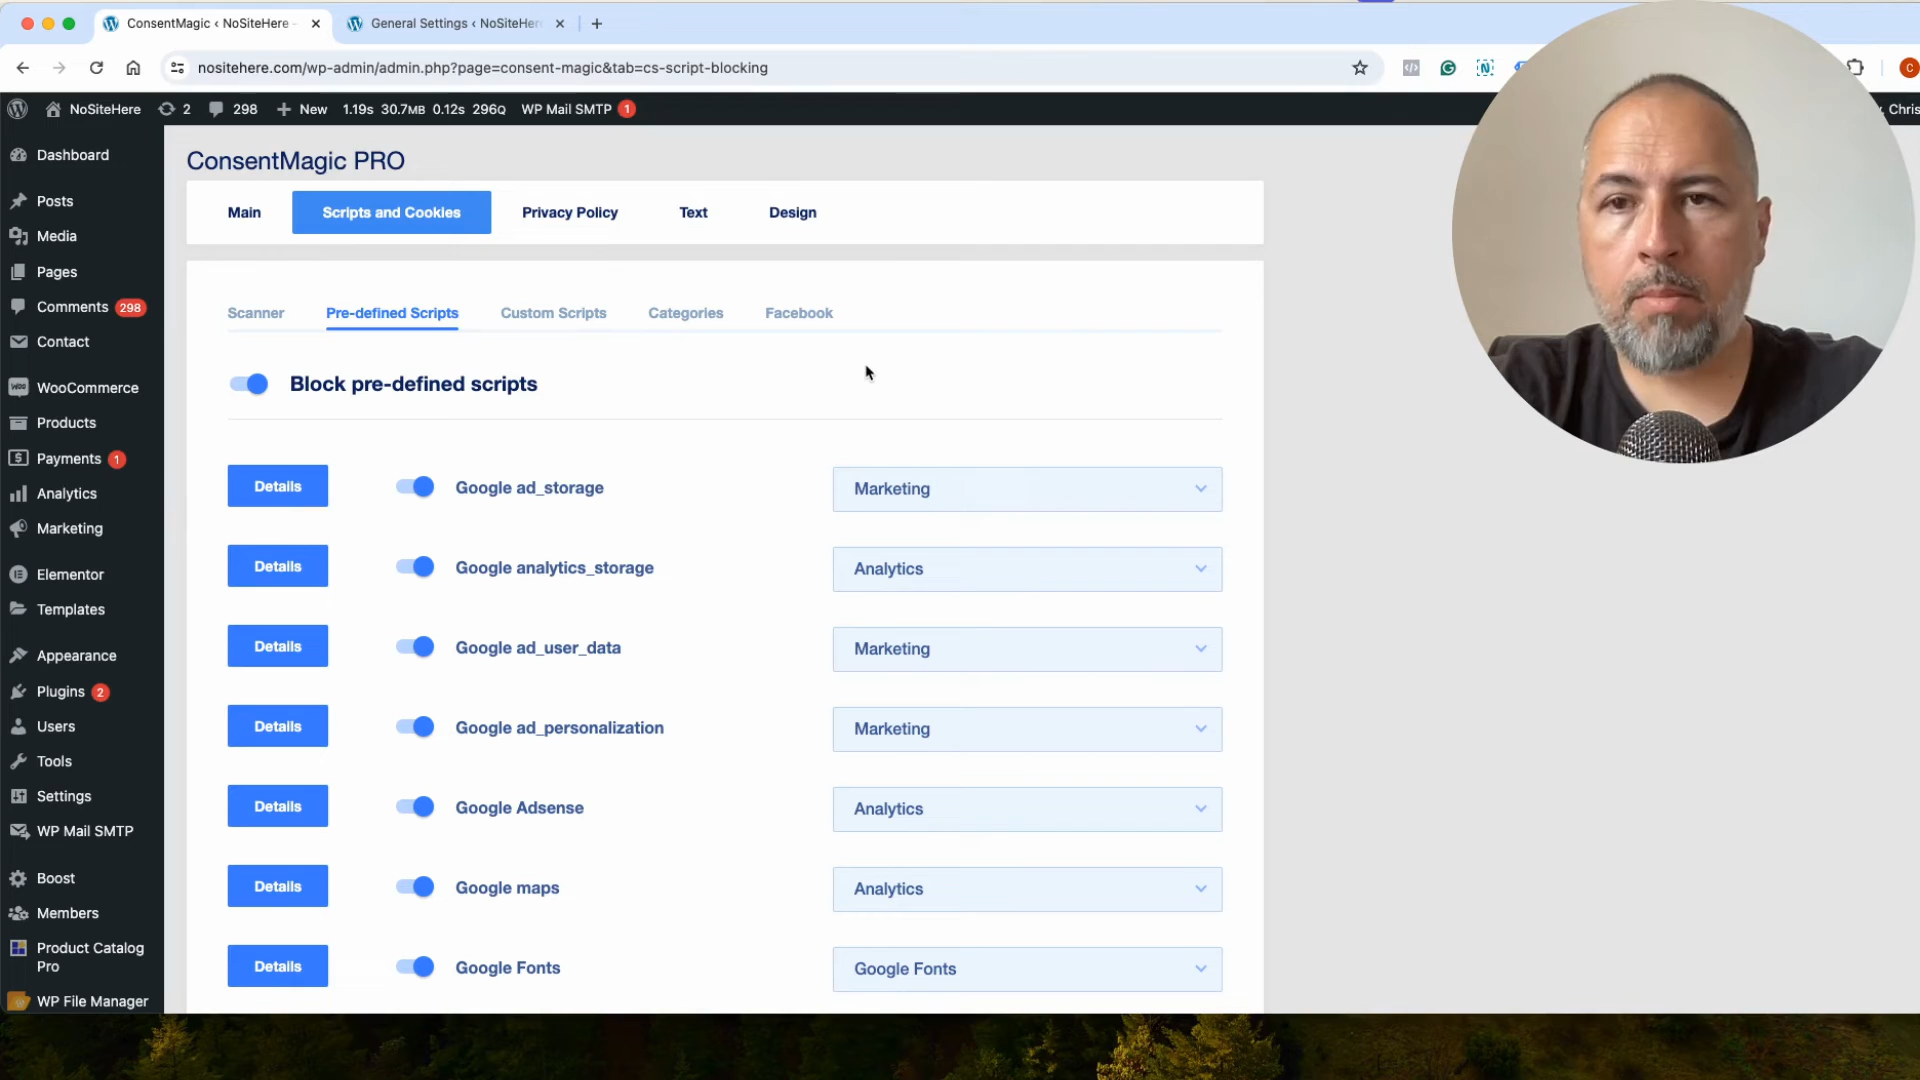 ConsentMagic ‹ NoSiteHere –
General Settings ‹ NoSiteHere
nositehere.com/wp-admin/admin.php?page=consent-magic&tab=cs-script-blocking
NoSiteHere 2 298 New 1.19s 30.7MB 0.12s 296Q WP Mail SMTP 1
Chris
Dashboard
Posts
Media
Pages
Comments 298
Contact
WooCommerce
Products
Payments 1
Analytics
Marketing
Elementor
Templates
Appearance
Plugins 2
Users
Tools
Settings
WP Mail SMTP
Boost
Members
Product Catalog
Pro
WP File Manager
ConsentMagic PRO
Main Scripts and Cookies Privacy Policy Text Design
Scanner Pre-defined Scripts Custom Scripts Categories Facebook
Block pre-defined scripts
Details Google ad_storage Marketing
Details Google analytics_storage Analytics
Details Google ad_user_data Marketing
Details Google ad_personalization Marketing
Details Google Adsense Analytics
Details Google maps Analytics
Details Google Fonts Google Fonts